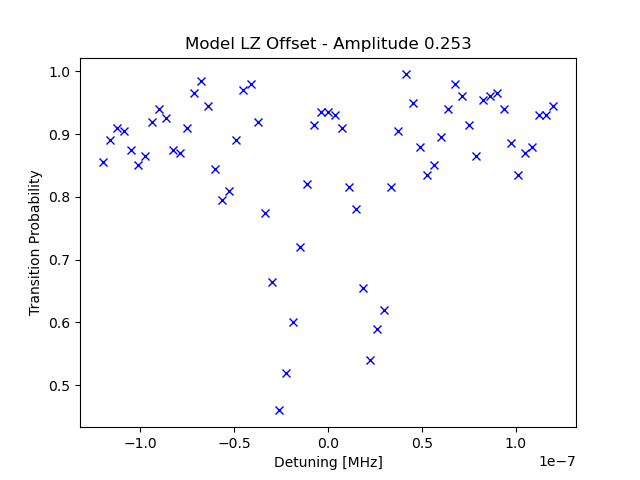 Model LZ Offset - Amplitude 0.253
1.0
0.9
0.8
0.7
0.6
0.5
Transition Probability
−1.0 −0.5 0.0 0.5 1.0
1e−7
Detuning [MHz]